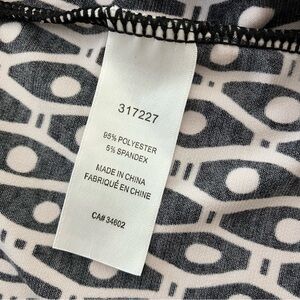 317227
95% POLYESTER
5% SPANDEX
MADE IN CHINA
FABRIQUÉ EN CHINE
CA# 34602